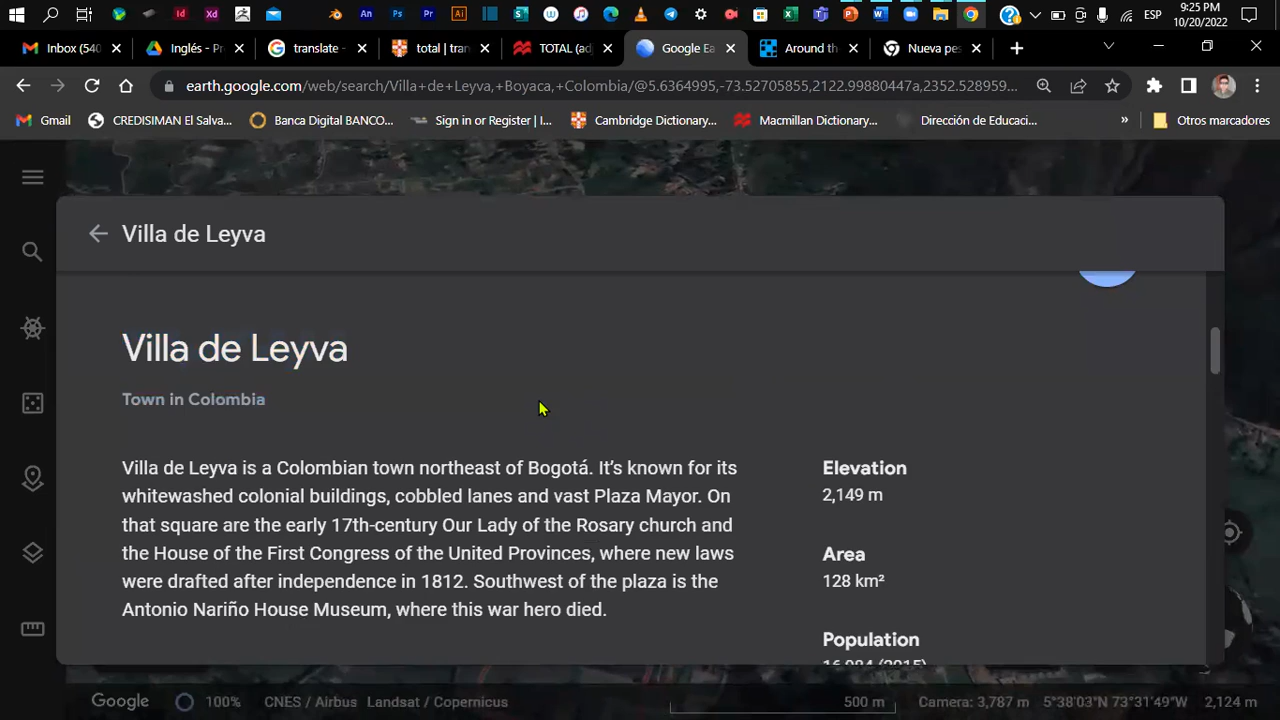 9:25 PM
ESP
10/20/2022
Inbox (540
Inglés - Pr
translate -
total | tran
TOTAL (ad
Google Ea
Around th
Nueva pes
earth.google.com/web/search/Villa+de+Leyva,+Boyaca,+Colombia/@5.6364995,-73.52705855,2122.99880447a,2352.528959...
Gmail
CREDISIMAN El Salva...
Banca Digital BANCO...
Sign in or Register | I...
Cambridge Dictionary...
Macmillan Dictionary...
Dirección de Educaci...
»
Otros marcadores
Villa de Leyva
Villa de Leyva
Town in Colombia
Villa de Leyva is a Colombian town northeast of Bogotá. It's known for its
whitewashed colonial buildings, cobbled lanes and vast Plaza Mayor. On
that square are the early 17th-century Our Lady of the Rosary church and
the House of the First Congress of the United Provinces, where new laws
were drafted after independence in 1812. Southwest of the plaza is the
Antonio Nariño House Museum, where this war hero died.
Elevation
2,149 m
Area
128 km²
Population
16,984 (2015)
Google
100%
CNES / Airbus Landsat / Copernicus
500 m
Camera: 3,787 m
5°38'03"N 73°31'49"W
2,124 m